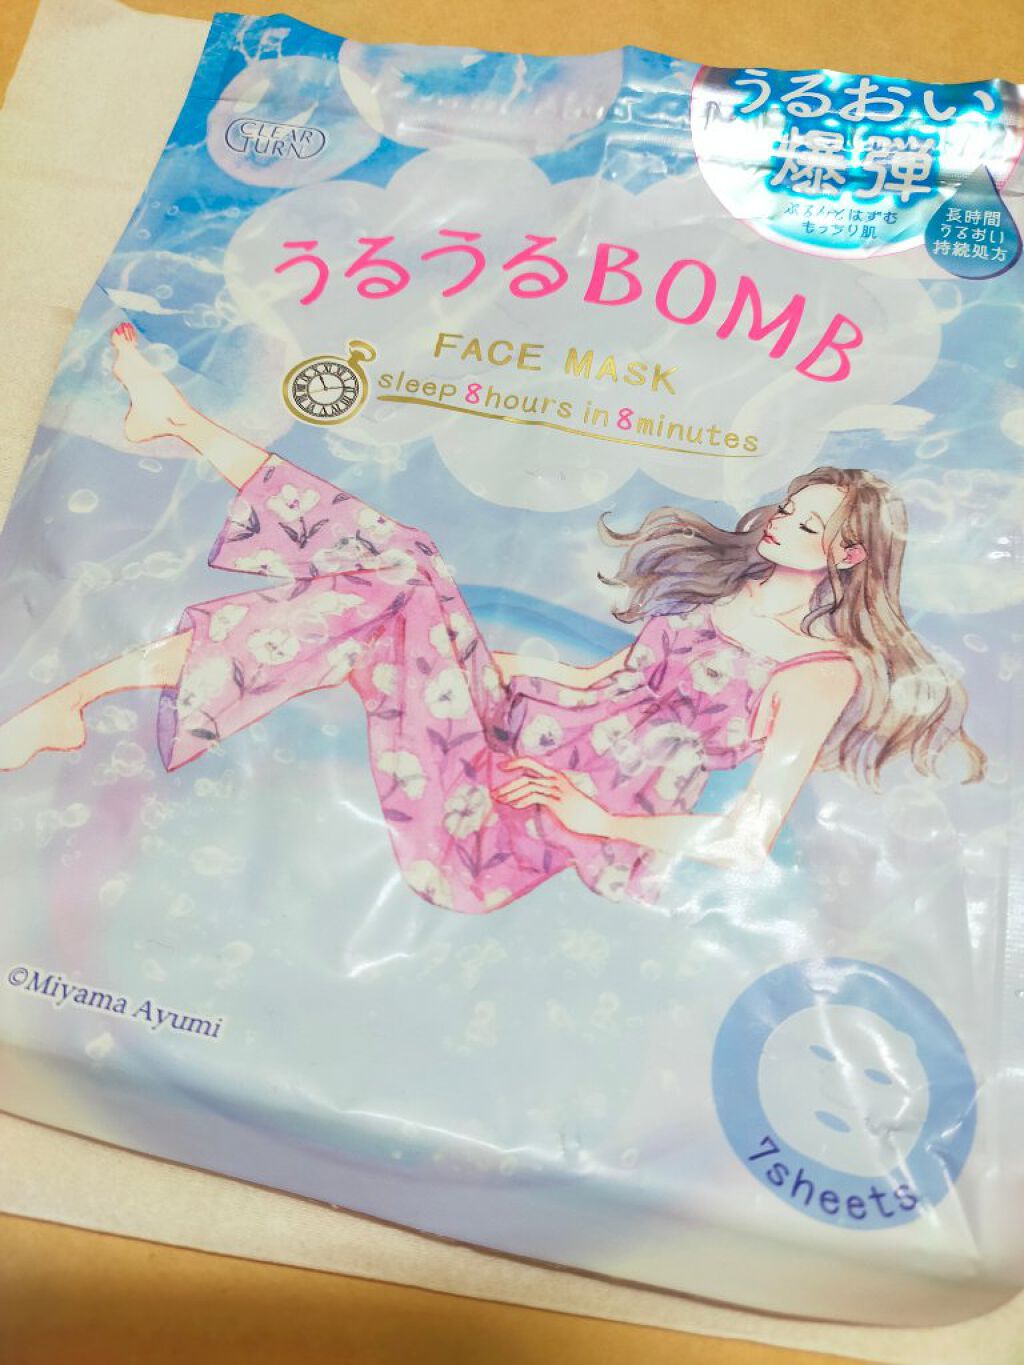 CLEAR
TURN
うるおい
爆弾
ぷるんとはずむ
もっちり肌
長時間
うるおい
持続処方
うるうるBOMB
FACE MASK
sleep 8hours in 8minutes
©Miyama Ayumi
7sheets